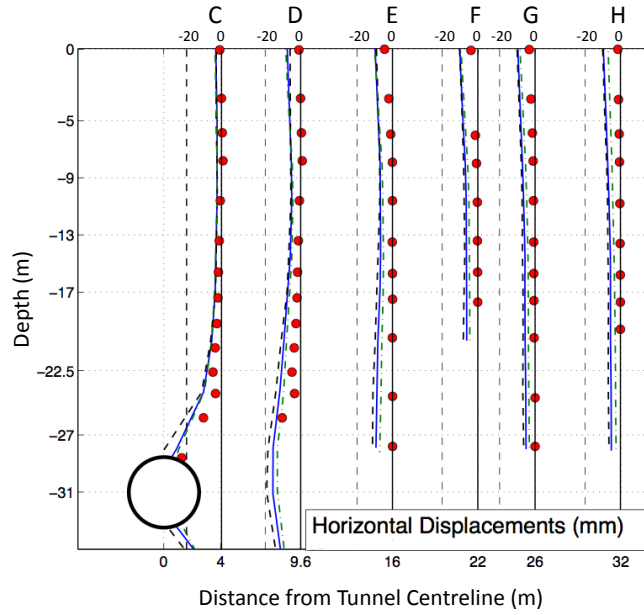 C D E F G H
-20 0 -20 0 -20 0 -20 0 -20 0 -20 0
0
−5
−9
−13
−17
−22.5
−27
−31
Depth (m)
Horizontal Displacements (mm)
0 4 9.6 16 22 26 32
Distance from Tunnel Centreline (m)